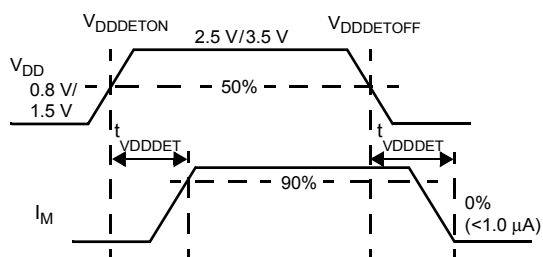 VDDDETON
VDDDETOFF
2.5 V/3.5 V
VDD
0.8 V/
1.5 V
50%
t
VDDDET
t
VDDDET
90%
IM
0%
(<1.0 μA)